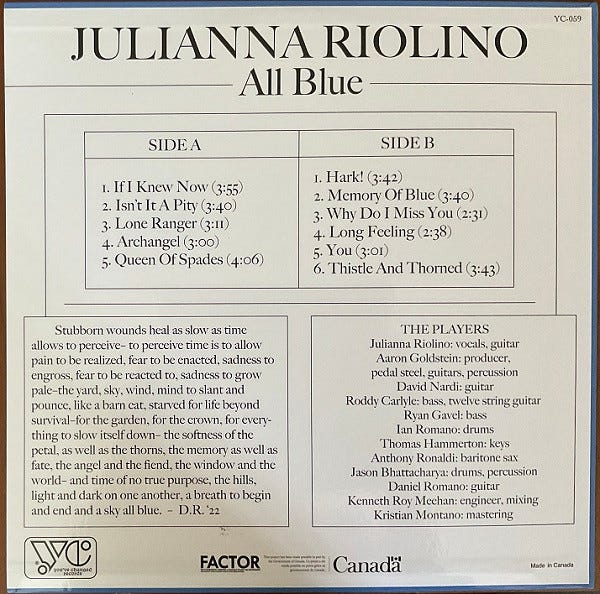 YC-059
JULIANNA RIOLINO
All Blue
SIDE A
1. If I Knew Now (3:55)
2. Isn't It A Pity (3:40)
3. Lone Ranger (3:11)
4. Archangel (3:00)
5. Queen Of Spades (4:06)
SIDE B
1. Hark! (3:42)
2. Memory Of Blue (3:40)
3. Why Do I Miss You (2:31)
4. Long Feeling (2:38)
5. You (3:01)
6. Thistle And Thorned (3:43)
Stubborn wounds heal as slow as time
allows to perceive– to perceive time is to allow
pain to be realized, fear to be enacted, sadness to
engross, fear to be reacted to, sadness to grow
pale–the yard, sky, wind, mind to slant and
pounce, like a barn cat, starved for life beyond
survival–for the garden, for the crown, for every-
thing to slow itself down– the softness of the
petal, as well as the thorns, the memory as well as
fate, the angel and the fiend, the window and the
world– and time of no true purpose, the hills,
light and dark on one another, a breath to begin
and end and a sky all blue. – D.R. '22
THE PLAYERS
Julianna Riolino: vocals, guitar
Aaron Goldstein: producer,
pedal steel, guitars, percussion
David Nardi: guitar
Roddy Carlyle: bass, twelve string guitar
Ryan Gavel: bass
Ian Romano: drums
Thomas Hammerton: keys
Anthony Ronaldi: baritone sax
Jason Bhattacharya: drums, percussion
Daniel Romano: guitar
Kenneth Roy Meehan: engineer, mixing
Kristian Montano: mastering
YC
you've changed
records
FACTOR
Canada
Made in Canada